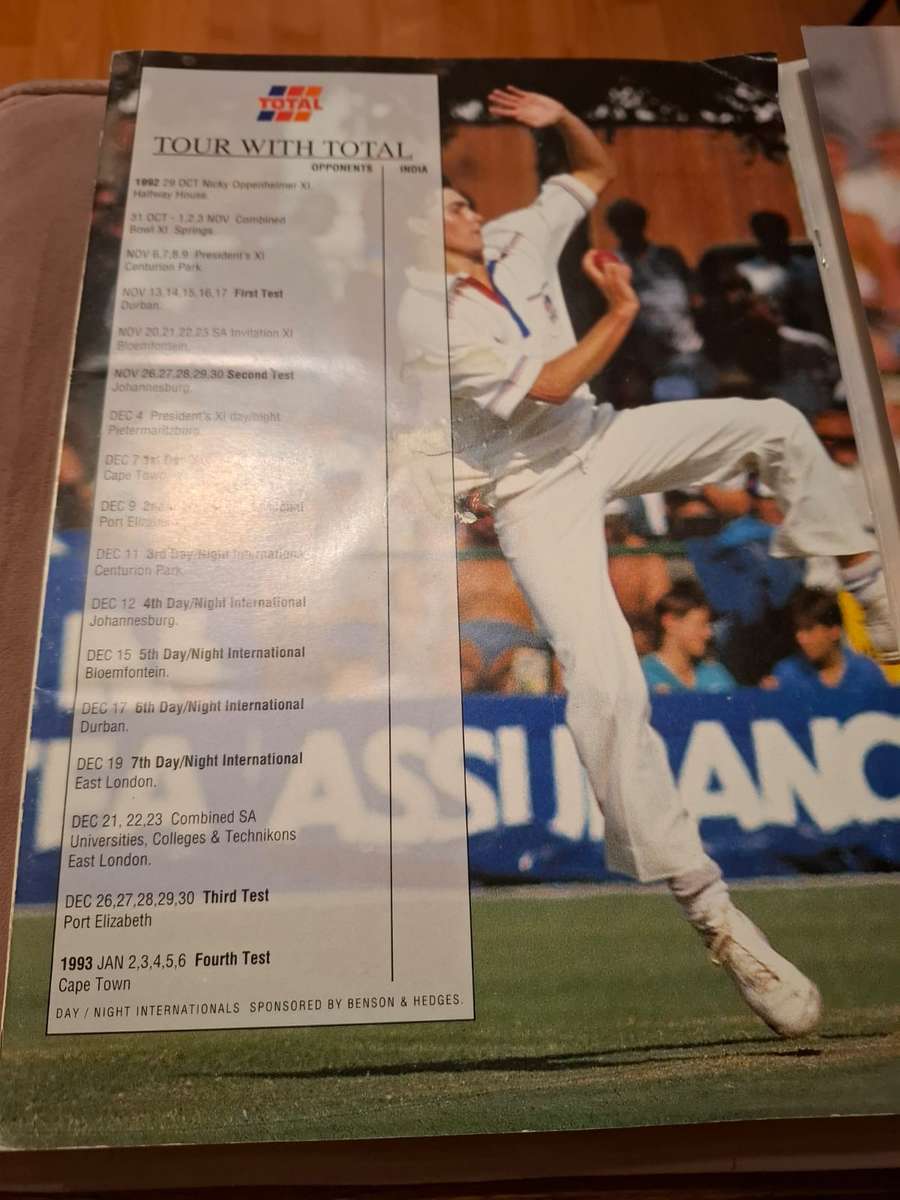 TOTAL
TOUR WITH TOTAL
OPPONENTS INDIA
1992 29 OCT Nicky Oppenheimer XI.
Halfway House.
31 OCT - 1,2,3 NOV Combined
Bowl XI. Springs.
NOV 6,7,8,9 President's XI
Centurion Park.
NOV 13,14,15,16,17 First Test
Durban.
NOV 20,21,22,23 SA Invitation XI
Bloemfontein.
NOV 26,27,28,29,30 Second Test
Johannesburg.
DEC 4 President's XI day/night
Pietermaritzburg.
DEC 7 1st Day
Cape Town
DEC 9 2nd
Port Elizabeth
DEC 11 3rd Day/Night International
Centurion Park.
DEC 12 4th Day/Night International
Johannesburg.
DEC 15 5th Day/Night International
Bloemfontein.
DEC 17 6th Day/Night International
Durban.
DEC 19 7th Day/Night International
East London.
DEC 21, 22,23 Combined SA
Universities, Colleges & Technikons
East London.
DEC 26,27,28,29,30 Third Test
Port Elizabeth
1993 JAN 2,3,4,5,6 Fourth Test
Cape Town
DAY / NIGHT INTERNATIONALS SPONSORED BY BENSON & HEDGES.